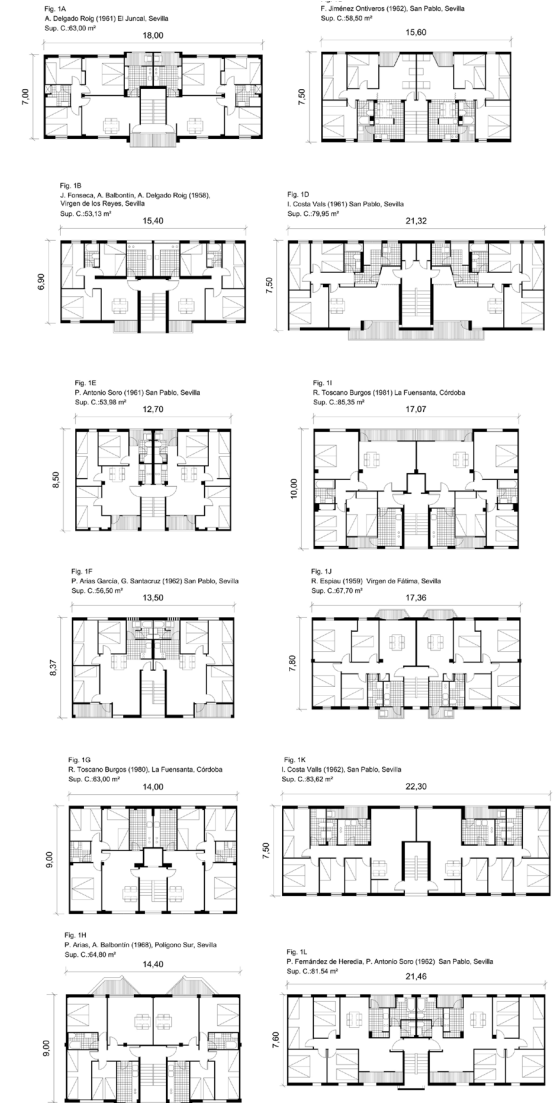 Fig. 1A
A. Delgado Roig (1961) El Juncal, Sevilla
Sup. C.:63,00 m²
18,00
7,00
F. Jiménez Ontiveros (1962), San Pablo, Sevilla
Sup. C.:58,50 m²
15,60
7,50
Fig. 1B
J. Fonseca, A. Balbontín, A. Delgado Roig (1958),
Virgen de los Reyes, Sevilla
Sup. C.:53,13 m²
15,40
6,90
Fig. 1D
I. Costa Vals (1961) San Pablo, Sevilla
Sup. C.:79,95 m²
21,32
7,50
Fig. 1E
P. Antonio Soro (1961) San Pablo, Sevilla
Sup. C.:53,98 m²
12,70
8,50
Fig. 1I
R. Toscano Burgos (1981) La Fuensanta, Córdoba
Sup. C.:85,35 m²
17,07
10,00
Fig. 1F
P. Arias García, G. Santacruz (1962) San Pablo, Sevilla
Sup. C.:56,50 m²
13,50
8,37
Fig. 1J
R. Espiau (1959) Virgen de Fátima, Sevilla
Sup. C.:67,70 m²
17,36
7,80
Fig. 1G
R. Toscano Burgos (1980), La Fuensanta, Córdoba
Sup. C.:63,00 m²
14,00
9,00
Fig. 1K
I. Costa Valls (1962), San Pablo, Sevilla
Sup. C.:83,62 m²
22,30
7,50
Fig. 1H
P. Arias, A. Balbontín (1968), Polígono Sur, Sevilla
Sup. C.:64,80 m²
14,40
9,00
Fig. 1L
P. Fernández de Heredia, P. Antonio Soro (1962) San Pablo, Sevilla
Sup. C.:81,54 m²
21,46
7,60